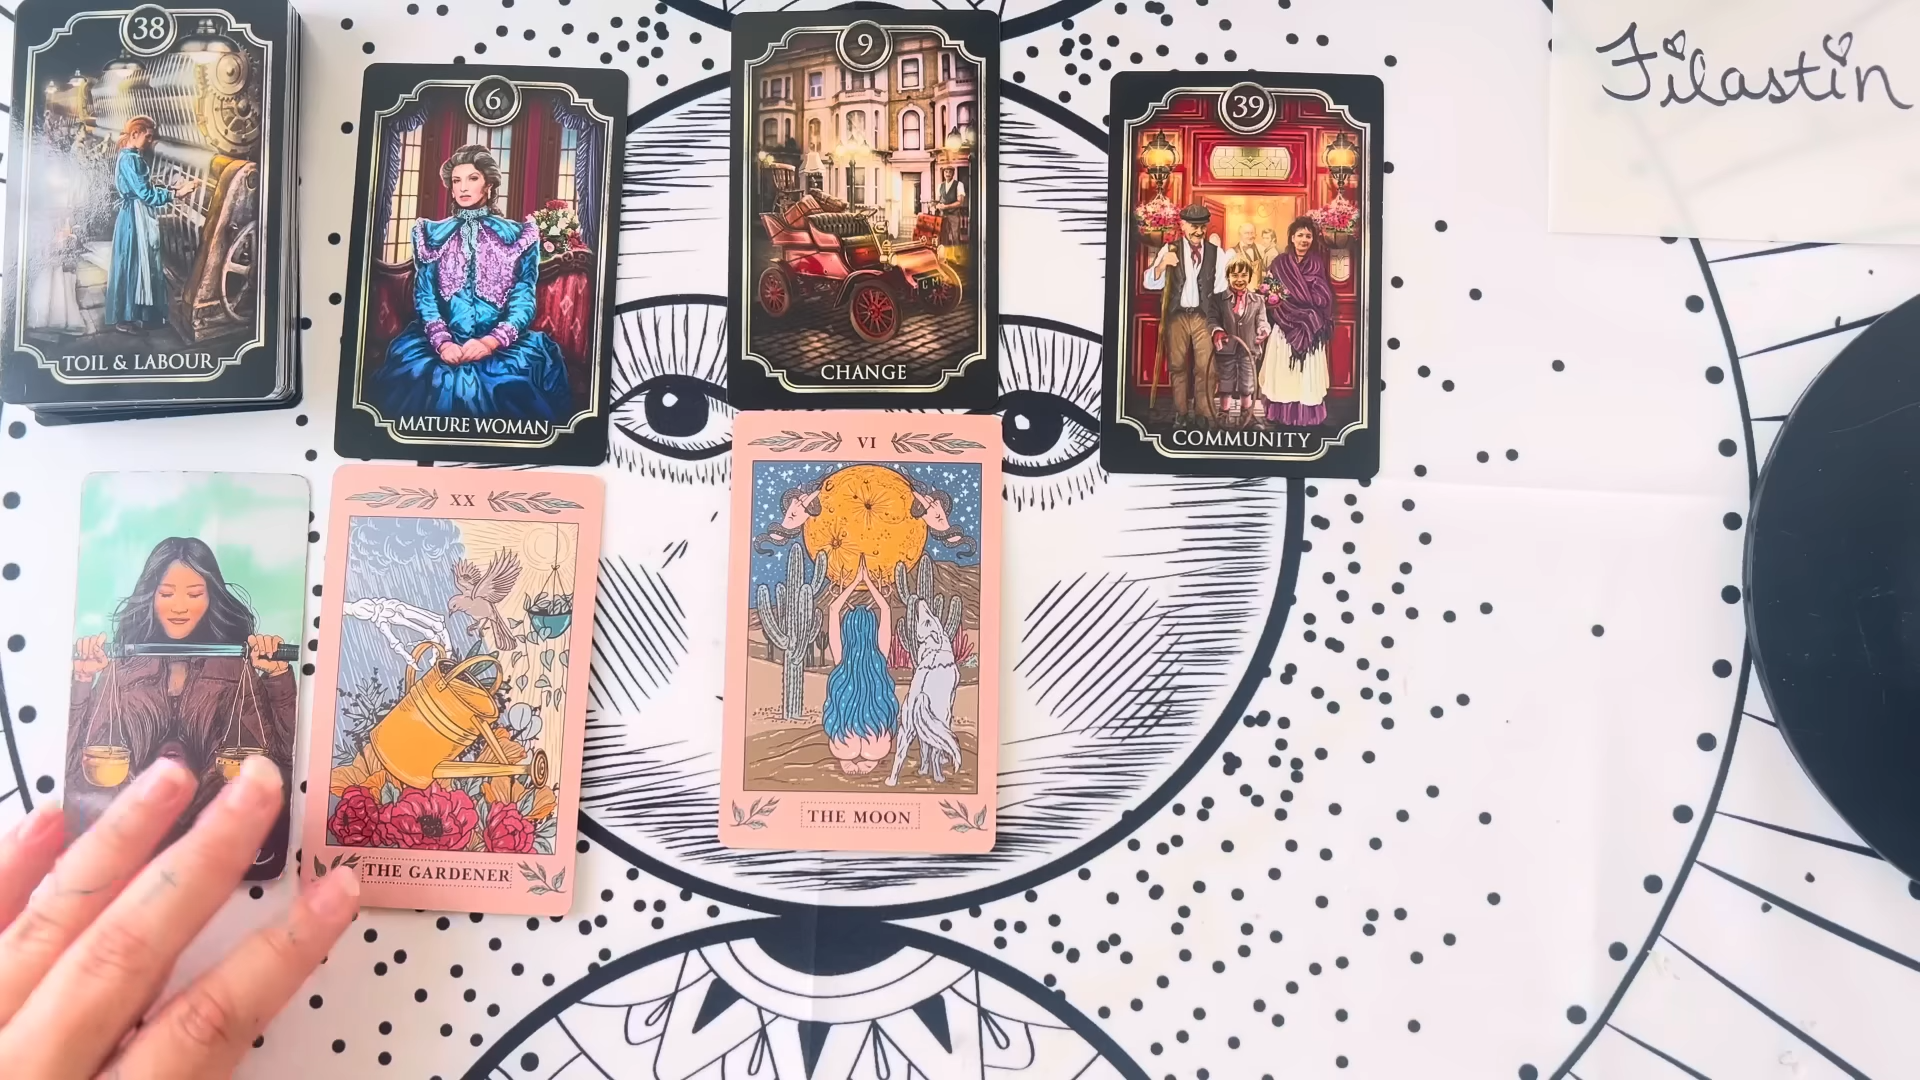 38
TOIL & LABOUR
6
MATURE WOMAN
9
CHANGE
39
COMMUNITY
Filastin
XX
THE GARDENER
VI
THE MOON